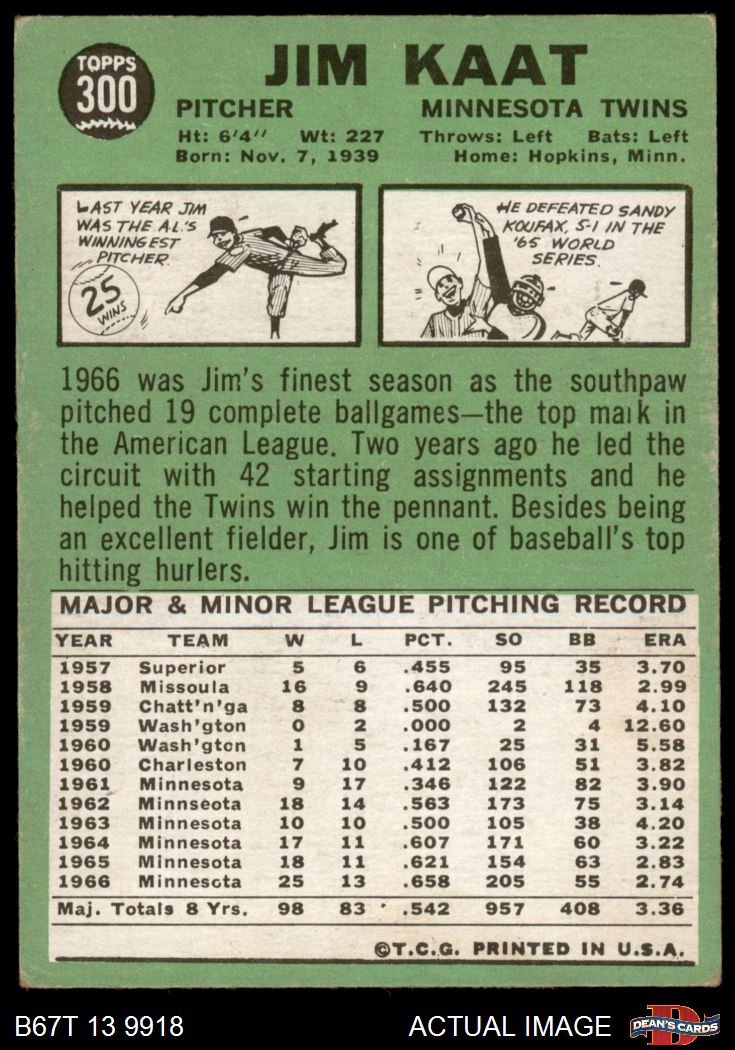 TOPPS
300
JIM KAAT
PITCHER MINNESOTA TWINS
Ht: 6'4" Wt: 227 Throws: Left Bats: Left
Born: Nov. 7, 1939 Home: Hopkins, Minn.
LAST YEAR JIM
WAS THE A.L.'S
WINNINGEST
PITCHER
25
WINS
HE DEFEATED SANDY
KOUFAX, 5-1 IN THE
'65 WORLD
SERIES.
1966 was Jim's finest season as the southpaw
pitched 19 complete ballgames—the top mark in
the American League. Two years ago he led the
circuit with 42 starting assignments and he
helped the Twins win the pennant. Besides being
an excellent fielder, Jim is one of baseball's top
hitting hurlers.
MAJOR & MINOR LEAGUE PITCHING RECORD
YEAR TEAM W L PCT. SO BB ERA
1957 Superior 5 6 .455 95 35 3.70
1958 Missoula 16 9 .640 245 118 2.99
1959 Chatt'n'ga 8 8 .500 132 73 4.10
1959 Wash'gton 0 2 .000 2 4 12.60
1960 Wash'gton 1 5 .167 25 31 5.58
1960 Charleston 7 10 .412 106 51 3.82
1961 Minnesota 9 17 .346 122 82 3.90
1962 Minnseota 18 14 .563 173 75 3.14
1963 Minnesota 10 10 .500 105 38 4.20
1964 Minnesota 17 11 .607 171 60 3.22
1965 Minnesota 18 11 .621 154 63 2.83
1966 Minnesota 25 13 .658 205 55 2.74
Maj. Totals 8 Yrs. 98 83 .542 957 408 3.36
©T.C.G. PRINTED IN U.S.A.
B67T 13 9918 ACTUAL IMAGE DEAN'S CARDS